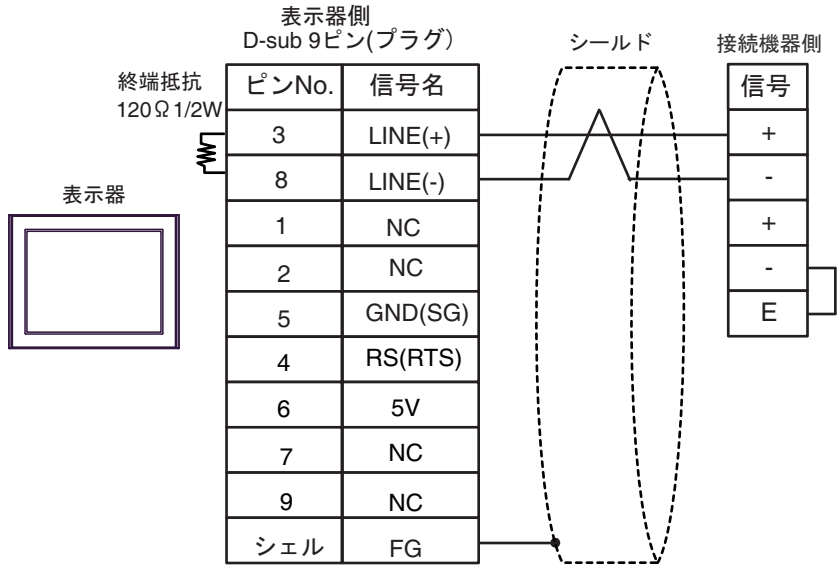 表示器側
D-sub 9ピン(プラグ)
シールド
接続機器側
終端抵抗
120Ω1/2W
ピンNo. 信号名
信号
3 LINE(+)
+
8 LINE(-)
-
表示器
1 NC
+
2 NC
-
5 GND(SG)
E
4 RS(RTS)
6 5V
7 NC
9 NC
シェル FG